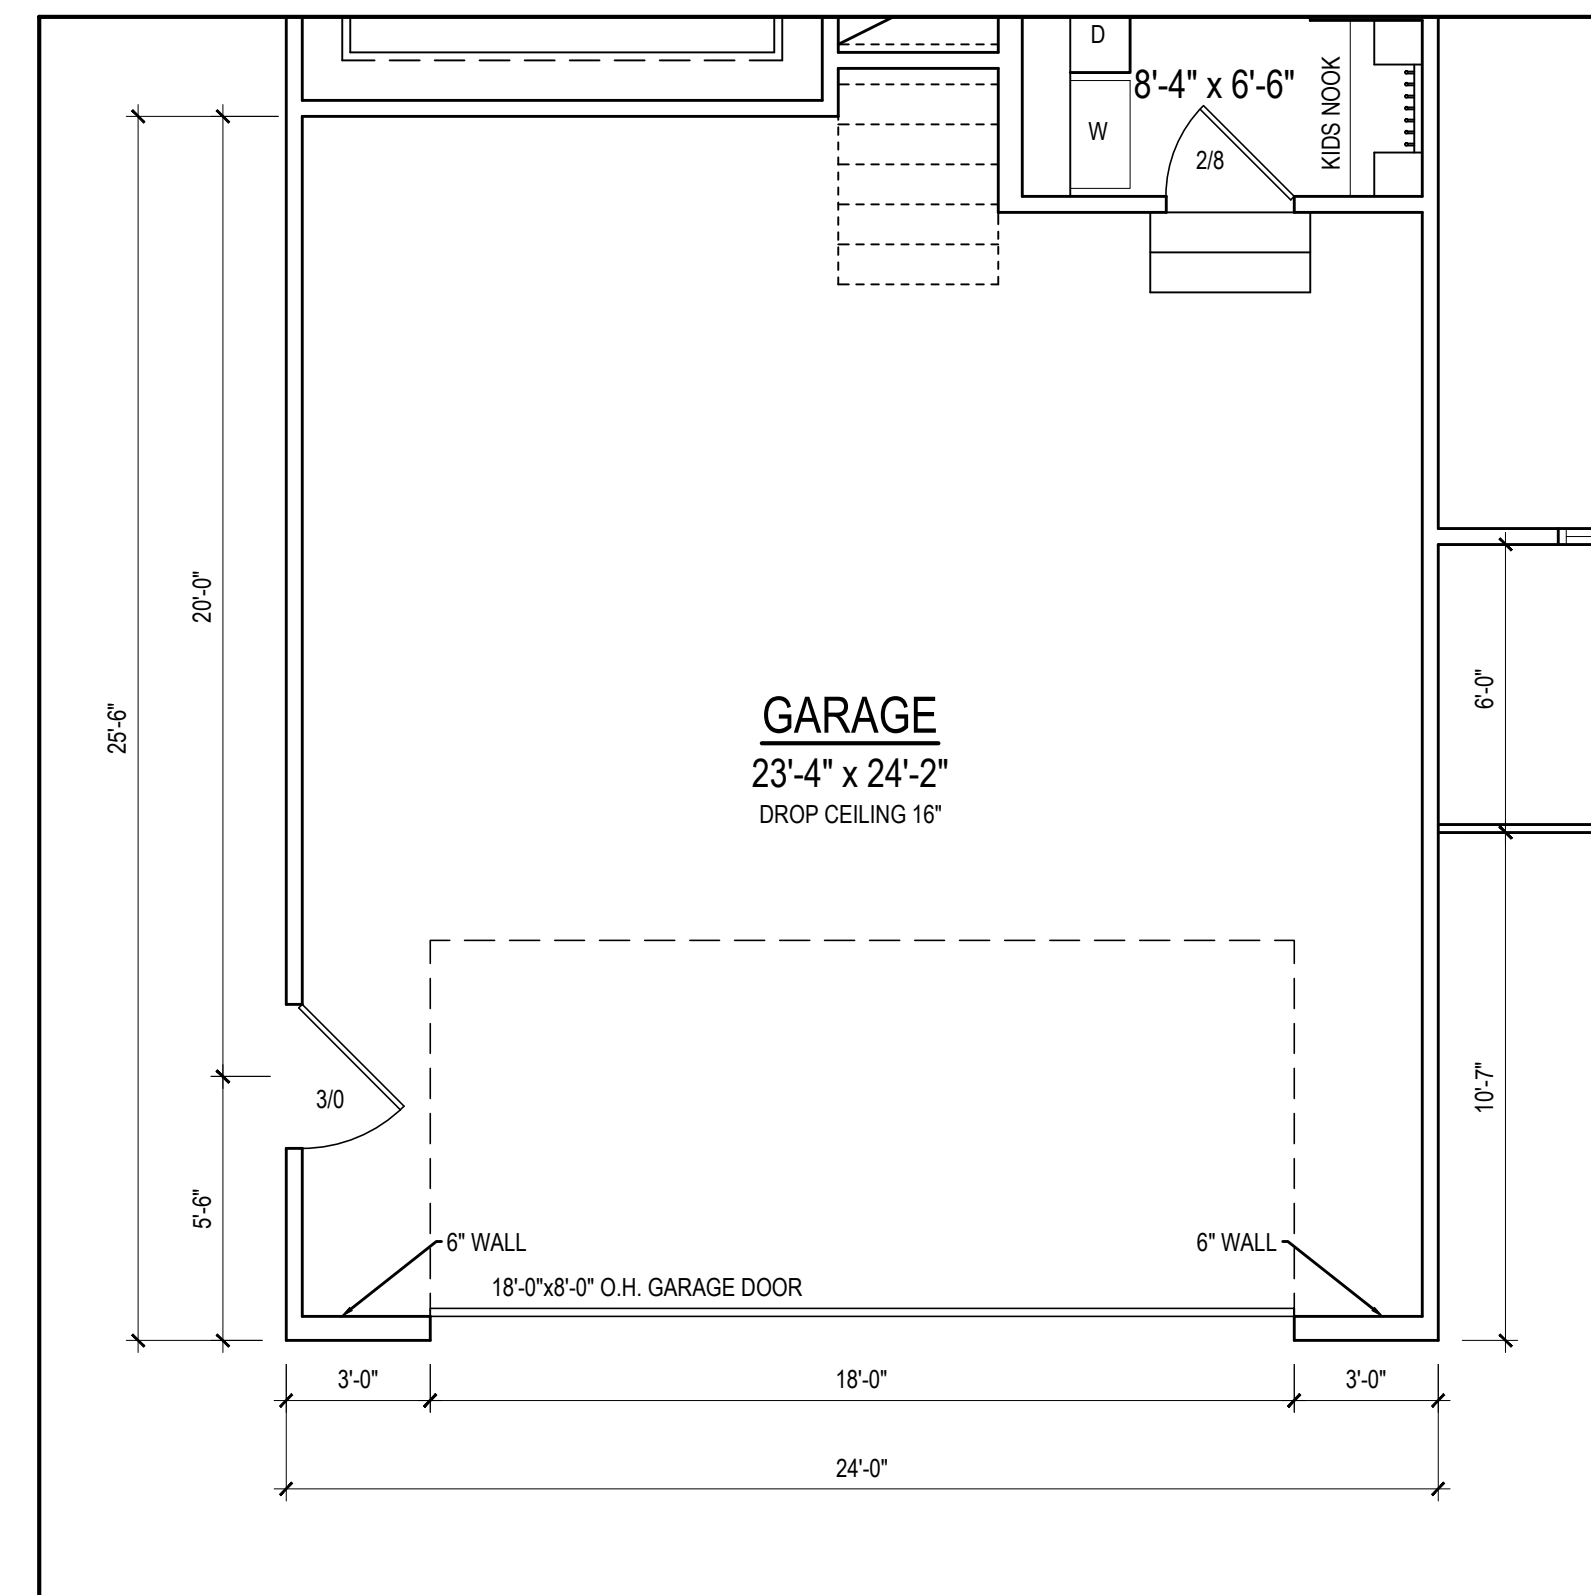 D
8'-4" x 6'-6"
KIDS NOOK
W
2/8
20'-0"
25'-6"
6'-0"
GARAGE
23'-4" x 24'-2"
DROP CEILING 16"
3/0
10'-7"
5'-6"
6" WALL
6" WALL
18'-0"x8'-0" O.H. GARAGE DOOR
3'-0"
18'-0"
3'-0"
24'-0"